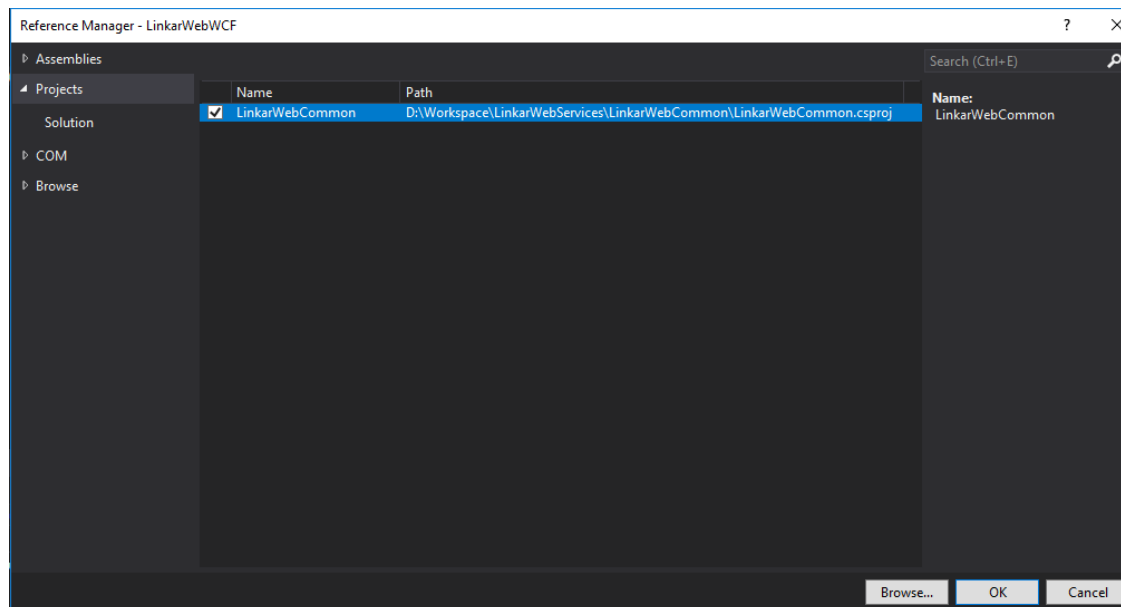 Reference Manager - LinkarWebWCF ? ✕
Assemblies
Projects
Solution
COM
Browse
Name Path
LinkarWebCommon D:\Workspace\LinkarWebServices\LinkarWebCommon\LinkarWebCommon.csproj
Search (Ctrl+E)
Name:
LinkarWebCommon
Browse... OK Cancel